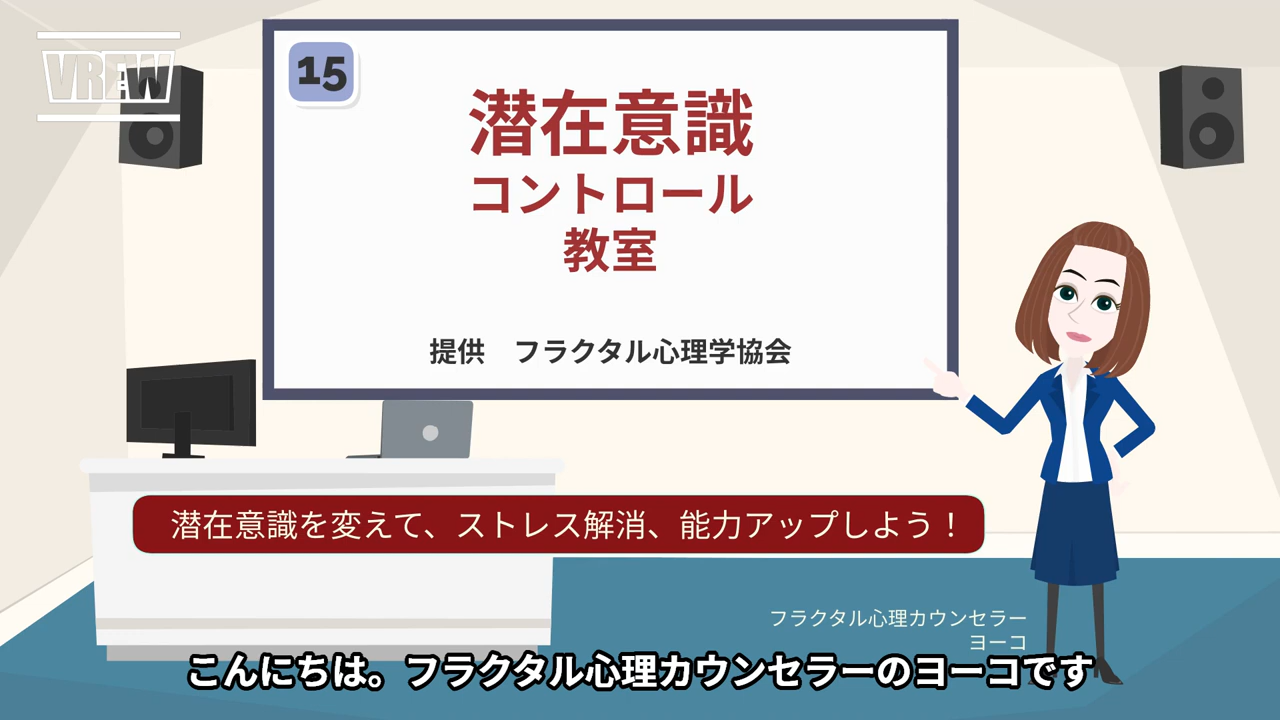 VREW
15
潜在意識
コントロール
教室
提供　フラクタル心理学協会
潜在意識を変えて、ストレス解消、能力アップしよう！
フラクタル心理カウンセラー
ヨーコ
こんにちは。フラクタル心理カウンセラーのヨーコです